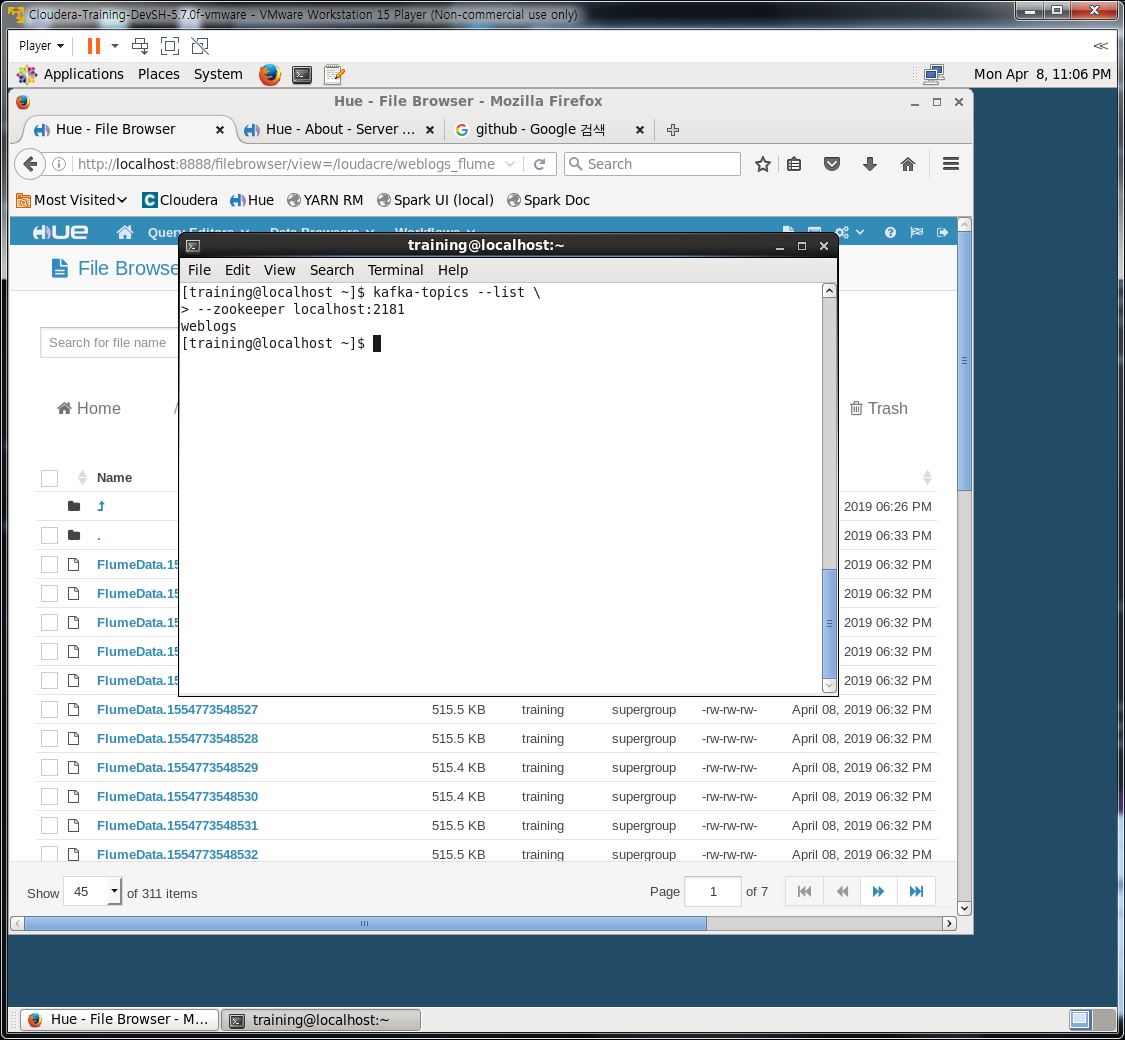 Cloudera-Training-DevSH-5.7.0f-vmware - VMware Workstation 15 Player (Non-commercial use only)
Player
Applications Places System Mon Apr 8, 11:06 PM
Hue - File Browser - Mozilla Firefox
Hue - File Browser Hue - About - Server ... github - Google 검색
http://localhost:8888/filebrowser/view=/loudacre/weblogs_flume Search
Most Visited Cloudera Hue YARN RM Spark UI (local) Spark Doc
HUE Query Editors Data Browsers Workflows
training@localhost:~
File Browse
File Edit View Search Terminal Help
[training@localhost ~]$ kafka-topics --list \
> --zookeeper localhost:2181
weblogs
[training@localhost ~]$
Search for file name
Home / Trash
Name
2019 06:26 PM
. 2019 06:33 PM
FlumeData.15 2019 06:32 PM
FlumeData.15 2019 06:32 PM
FlumeData.15 2019 06:32 PM
FlumeData.15 2019 06:32 PM
FlumeData.15 2019 06:32 PM
FlumeData.1554773548527 515.5 KB training supergroup -rw-rw-rw- April 08, 2019 06:32 PM
FlumeData.1554773548528 515.5 KB training supergroup -rw-rw-rw- April 08, 2019 06:32 PM
FlumeData.1554773548529 515.4 KB training supergroup -rw-rw-rw- April 08, 2019 06:32 PM
FlumeData.1554773548530 515.4 KB training supergroup -rw-rw-rw- April 08, 2019 06:32 PM
FlumeData.1554773548531 515.5 KB training supergroup -rw-rw-rw- April 08, 2019 06:32 PM
FlumeData.1554773548532 515.5 KB training supergroup -rw-rw-rw- April 08, 2019 06:32 PM
Show 45 of 311 items Page 1 of 7
Hue - File Browser - M... training@localhost:~